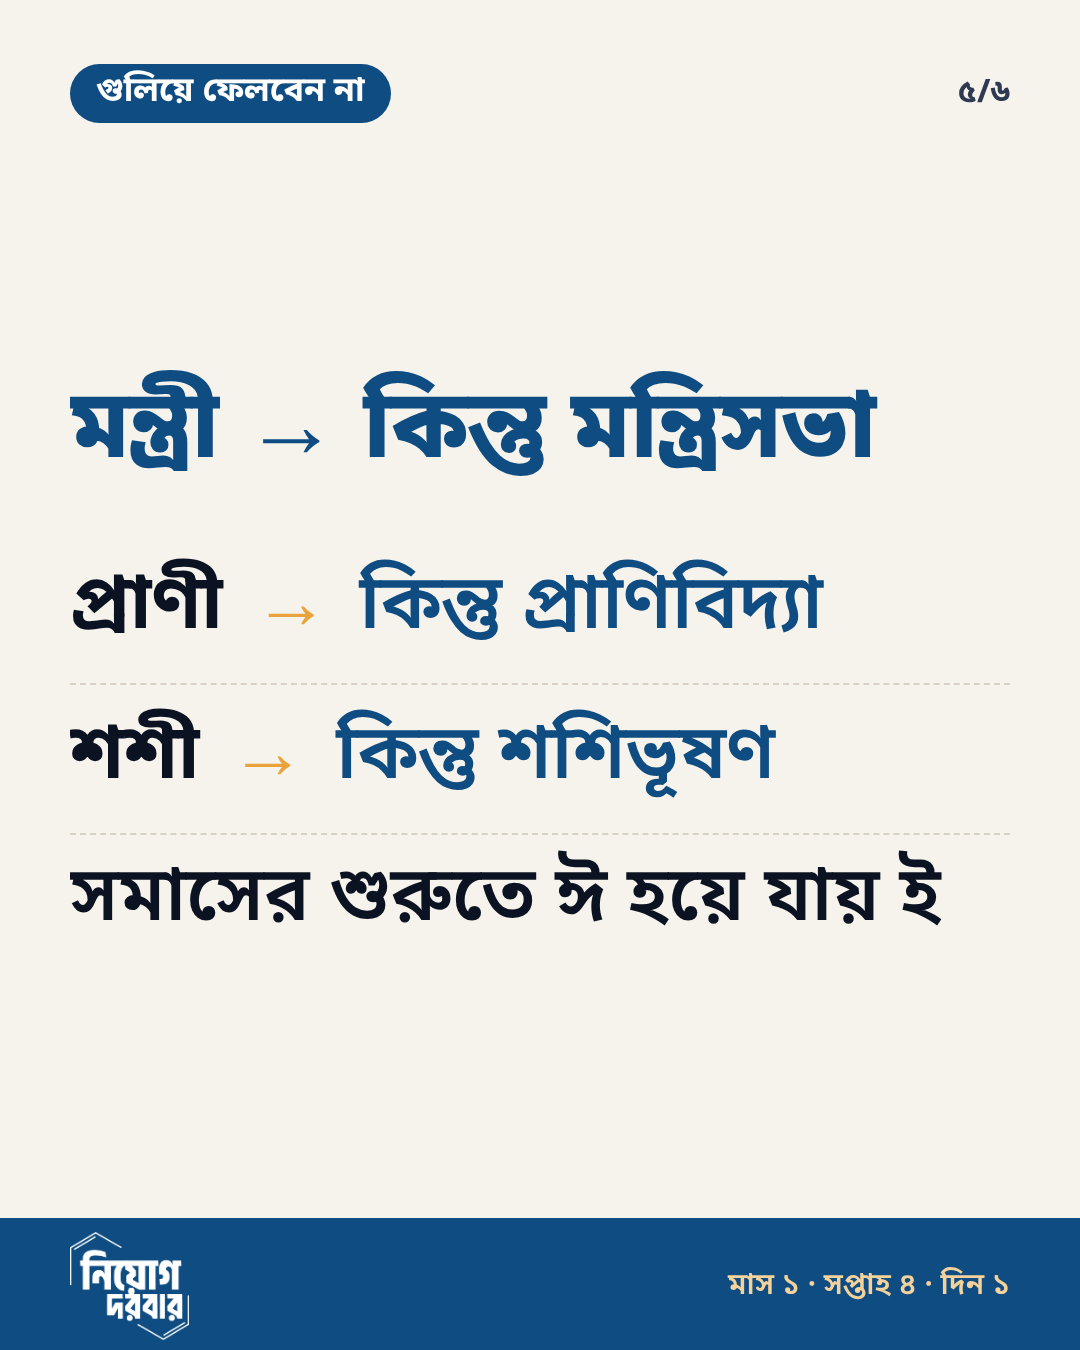 গুলিয়ে ফেলবেন না
৫/৬
মন্ত্রী → কিন্তু মন্ত্রিসভা
প্রাণী → কিন্তু প্রাণিবিদ্যা
শশী → কিন্তু শশিভূষণ
সমাসের শুরুতে ঈ হয়ে যায় ই
নিয়োগ
দরবার
মাস ১ · সপ্তাহ ৪ · দিন ১